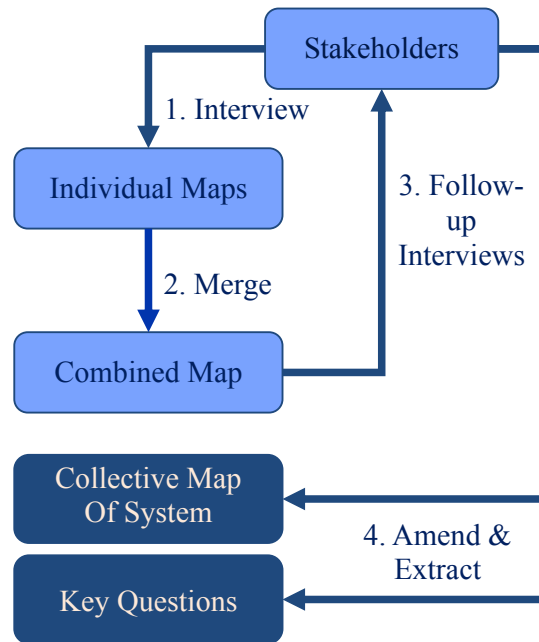 Stakeholders
1. Interview
Individual Maps
3. Follow-
up
Interviews
2. Merge
Combined Map
Collective Map
Of System
4. Amend &
Extract
Key Questions